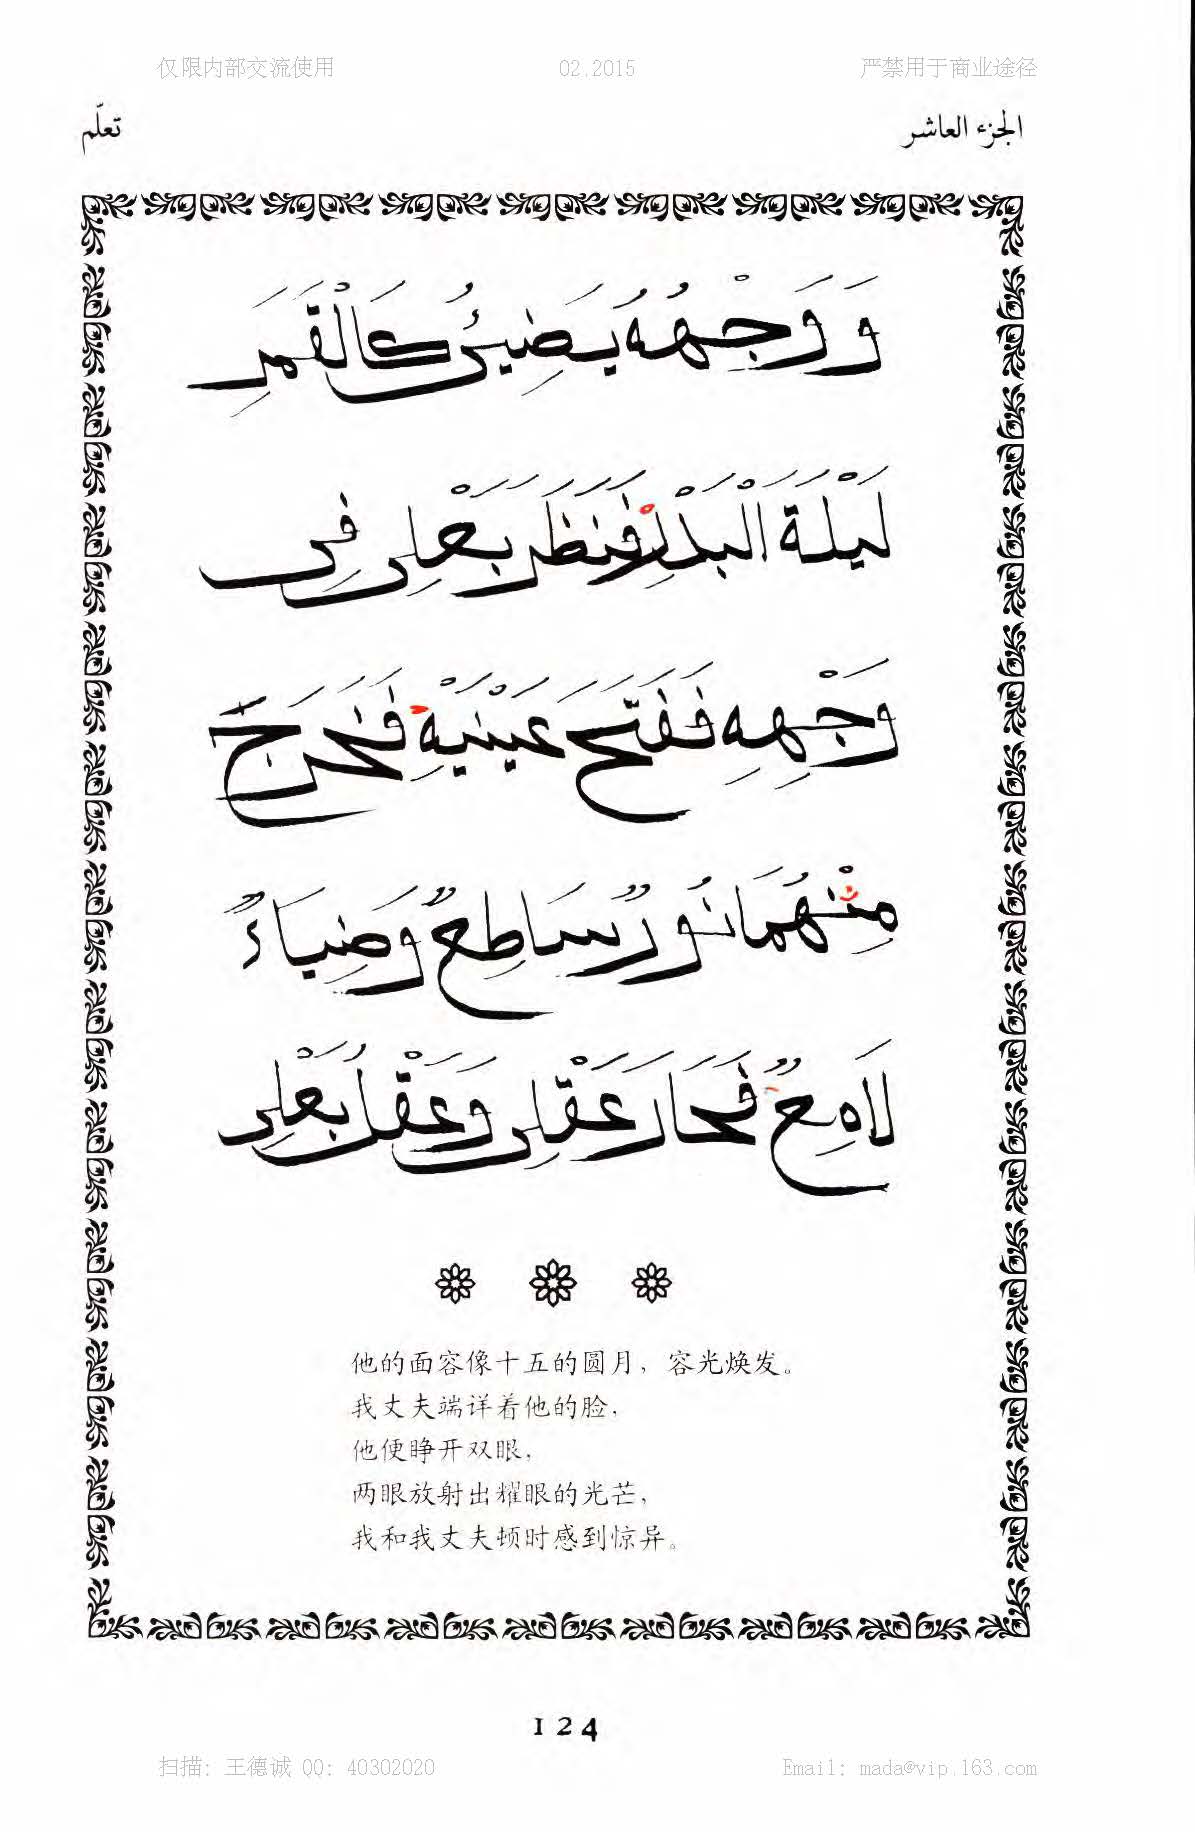 仅限内部交流使用 02.2015 严禁用于商业途径
الجزء العاشر تعلّم
وَ وَجْهُهُ يَضِيئُ كَالْقَمَرِ
لَيْلَةَ الْبَدْرِ فَنَظَرَ بَعْلِي فِي
وَجْهِهِ فَفَتَحَ عَيْنَيْهِ فَخَرَجَ
مِنْهُمَا نُورٌ سَاطِعٌ وَضِيَاءٌ
لَامِعٌ فَحَارَ عَقْلِي وَعَقْلُ بَعْلِي
他的面容像十五的圆月，容光焕发。
我丈夫端详着他的脸，
他便睁开双眼，
两眼放射出耀眼的光芒，
我和我丈夫顿时感到惊异。
124
扫描: 王德诚 QQ: 40302020 Email: mada@vip.163.com